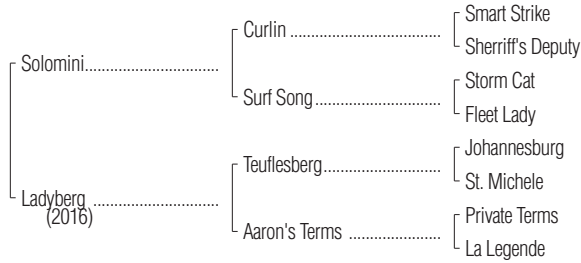 Smart Strike
Curlin
Sherriff's Deputy
Solomini
Storm Cat
Surf Song
Fleet Lady
Johannesburg
Teuflesberg
St. Michele
Ladyberg
(2016)
Private Terms
Aaron's Terms
La Legende